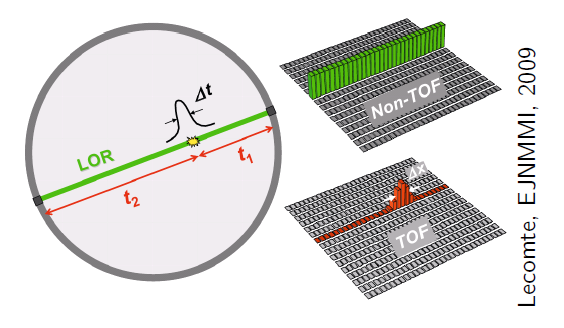 Δt
LOR
t1
t2
Non-TOF
Δx
TOF
Lecomte, EJNMMI, 2009